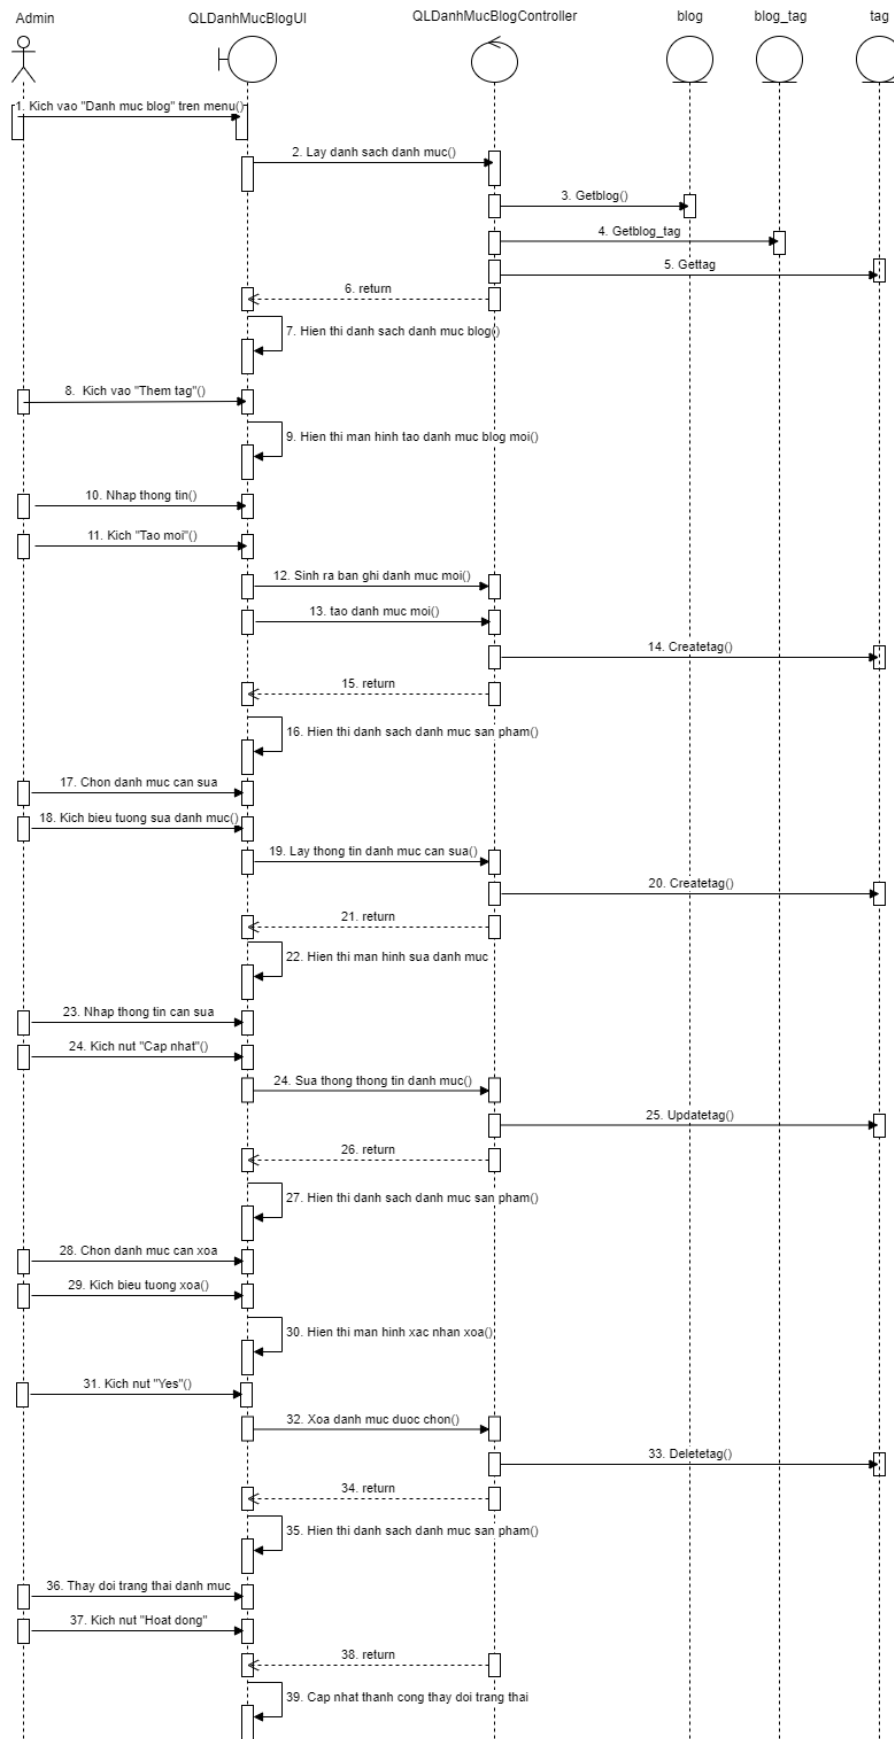 Admin
QLDanhMucBlogUI
QLDanhMucBlogController
blog
blog_tag
tag
1. Kich vao "Danh muc blog" tren menu()
2. Lay danh sach danh muc()
3. Getblog()
4. Getblog_tag
5. Gettag
6. return
7. Hien thi danh sach danh muc blog()
8. Kich vao "Them tag"()
9. Hien thi man hinh tao danh muc blog moi()
10. Nhap thong tin()
11. Kich "Tao moi"()
12. Sinh ra ban ghi danh muc moi()
13. tao danh muc moi()
14. Createtag()
15. return
16. Hien thi danh sach danh muc san pham()
17. Chon danh muc can sua
18. Kich bieu tuong sua danh muc()
19. Lay thong tin danh muc can sua()
20. Createtag()
21. return
22. Hien thi man hinh sua danh muc
23. Nhap thong tin can sua
24. Kich nut "Cap nhat"()
24. Sua thong thong tin danh muc()
25. Updatetag()
26. return
27. Hien thi danh sach danh muc san pham()
28. Chon danh muc can xoa
29. Kich bieu tuong xoa()
30. Hien thi man hinh xac nhan xoa()
31. Kich nut "Yes"()
32. Xoa danh muc duoc chon()
33. Deletetag()
34. return
35. Hien thi danh sach danh muc san pham()
36. Thay doi trang thai danh muc
37. Kich nut "Hoat dong"
38. return
39. Cap nhat thanh cong thay doi trang thai